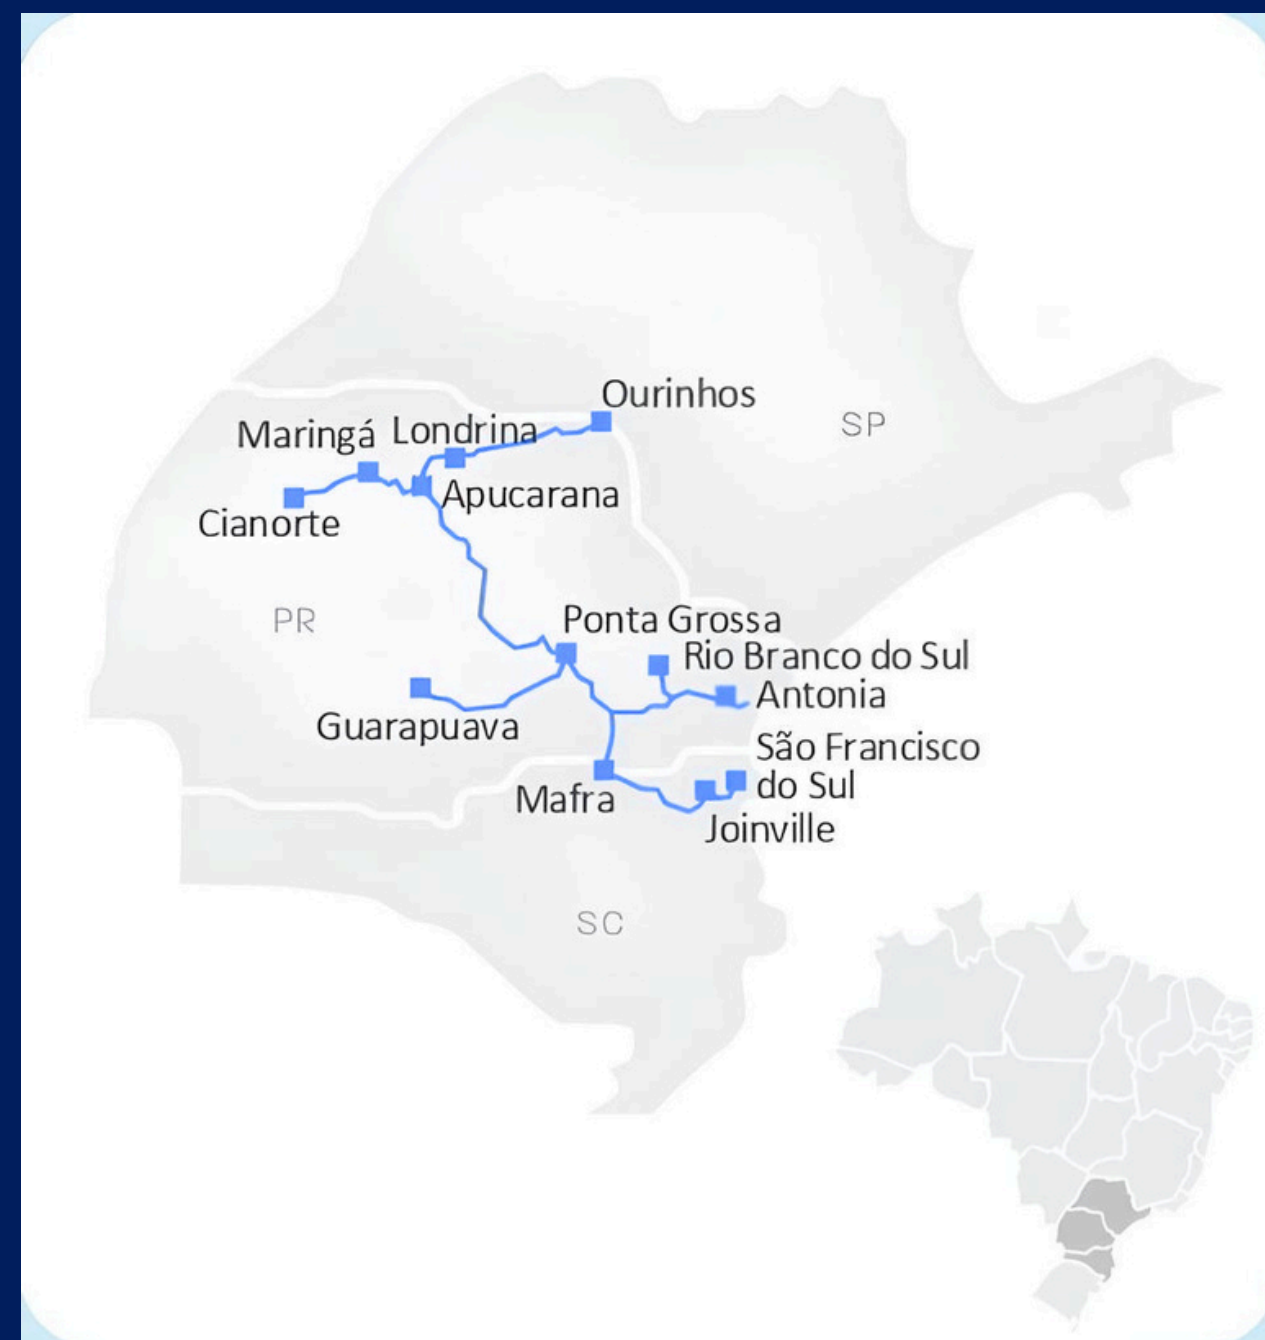 Ourinhos
SP
Maringá
Londrina
Apucarana
Cianorte
PR
Ponta Grossa
Rio Branco do Sul
Antonia
Guarapuava
São Francisco
do Sul
Mafra
Joinville
SC